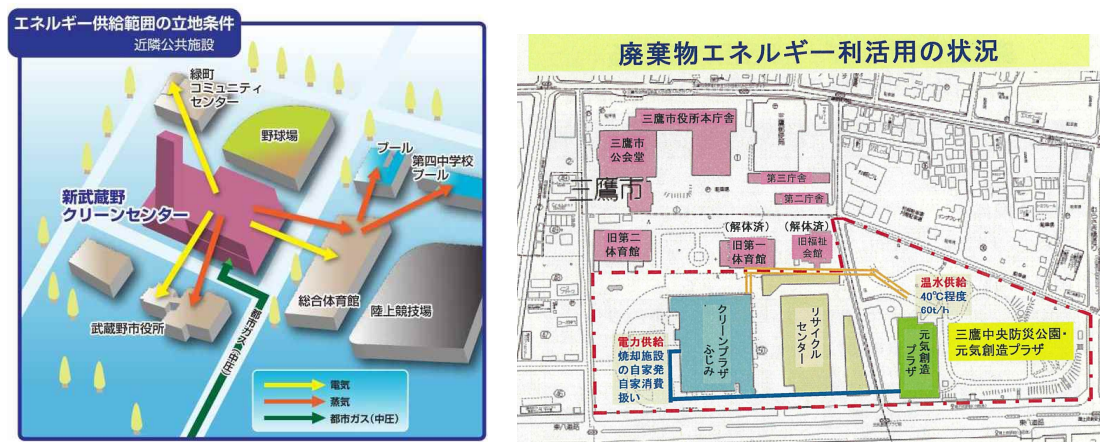 エネルギー供給範囲の立地条件
近隣公共施設
緑町
コミュニティ
センター
野球場
プール
第四中学校
プール
新武蔵野
クリーンセンター
総合体育館
陸上競技場
武蔵野市役所
都市ガス(中圧)
電気
蒸気
都市ガス(中圧)
廃棄物エネルギー利活用の状況
三鷹市役所本庁舎
三鷹市
公会堂
三鷹市
第三庁舎
第二庁舎
(解体済)
(解体済)
旧第二
体育館
旧第一
体育館
旧福祉
会館
温水供給
40℃程度
60t/h
電力供給
焼却施設
の自家発
自家消費
扱い
クリーンプラザ
ふじみ
リサイクル
センター
元気創造
プラザ
三鷹中央防災公園・
元気創造プラザ
東八道路
東八道路